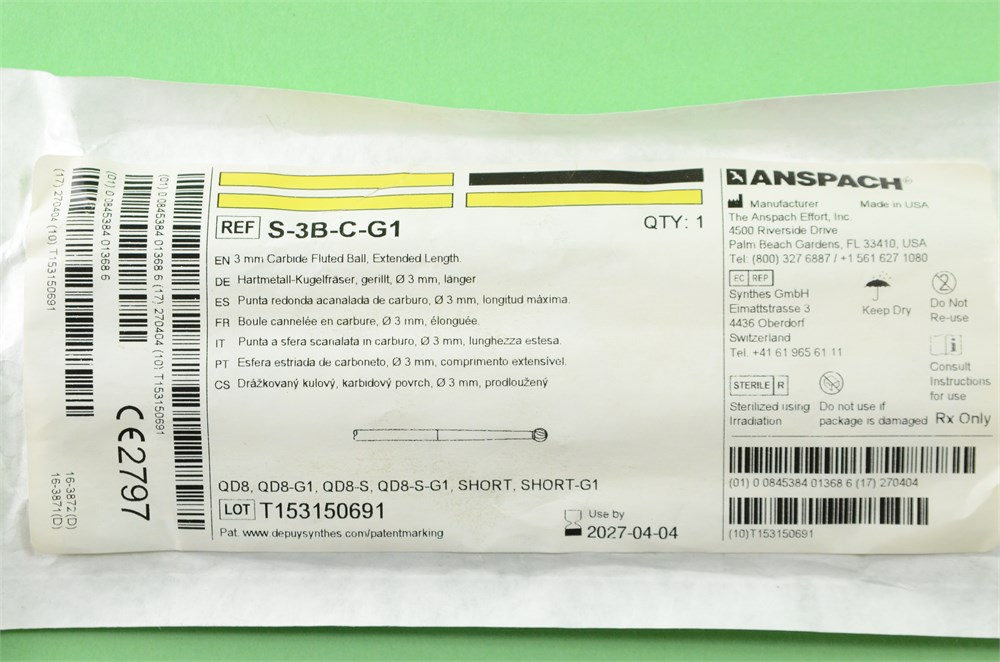 (17) 270404 (10) T153150691
(01) 0 0845384 01368 6
(01) 0 0845384 01368 6 (17) 270404 (10) T153150691
CE2797
16-3872 (D)
16-3871 (D)
REF S-3B-C-G1
QTY: 1
EN 3 mm Carbide Fluted Ball, Extended Length.
DE Hartmetall-Kugelfräser, gerillt, Ø 3 mm, länger
ES Punta redonda acanalada de carburo, Ø 3 mm, longitud máxima.
FR Boule cannelée en carbure, Ø 3 mm, élonguée.
IT Punta a sfera scanalata in carburo, Ø 3 mm, lunghezza estesa.
PT Esfera estriada de carboneto, Ø 3 mm, comprimento extensível.
CS Drážkovaný kulový, karbidový povrch, Ø 3 mm, prodloužený
QD8, QD8-G1, QD8-S, QD8-S-G1, SHORT, SHORT-G1
LOT T153150691
Pat. www.depuysynthes.com/patentmarking
Use by
2027-04-04
ANSPACH
Manufacturer Made in USA
The Anspach Effort, Inc.
4500 Riverside Drive
Palm Beach Gardens, FL 33410, USA
Tel: (800) 327 6887 / +1 561 627 1080
EC REP
Synthes GmbH
Eimattstrasse 3
4436 Oberdorf
Switzerland
Tel. +41 61 965 61 11
Keep Dry
2
Do Not
Re-use
i
Consult
Instructions
for use
STERILE R
Sterilized using
Irradiation
Do not use if
package is damaged
Rx Only
(01) 0 0845384 01368 6 (17) 270404
(10)T153150691